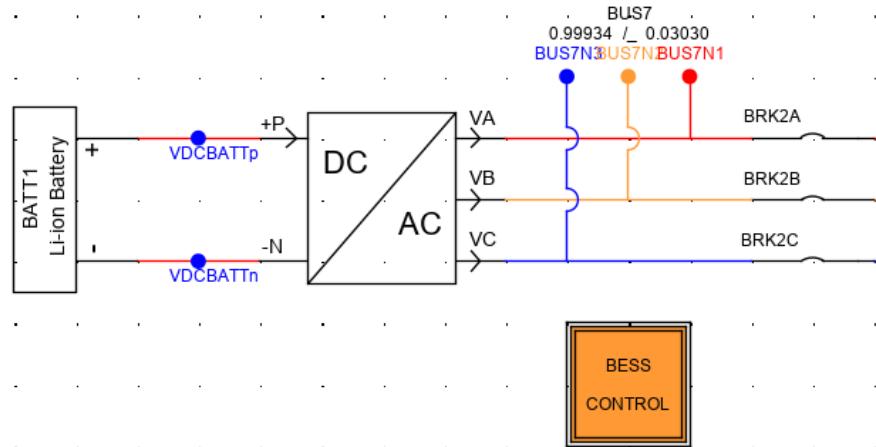 BUS7
0.99934 /_ 0.03030
BUS7N3 BUS7N2 BUS7N1
BATT1
Li-ion Battery
+
-
VDCBATTp
VDCBATTn
+P
-N
DC
AC
VA
VB
VC
BRK2A
BRK2B
BRK2C
BESS
CONTROL